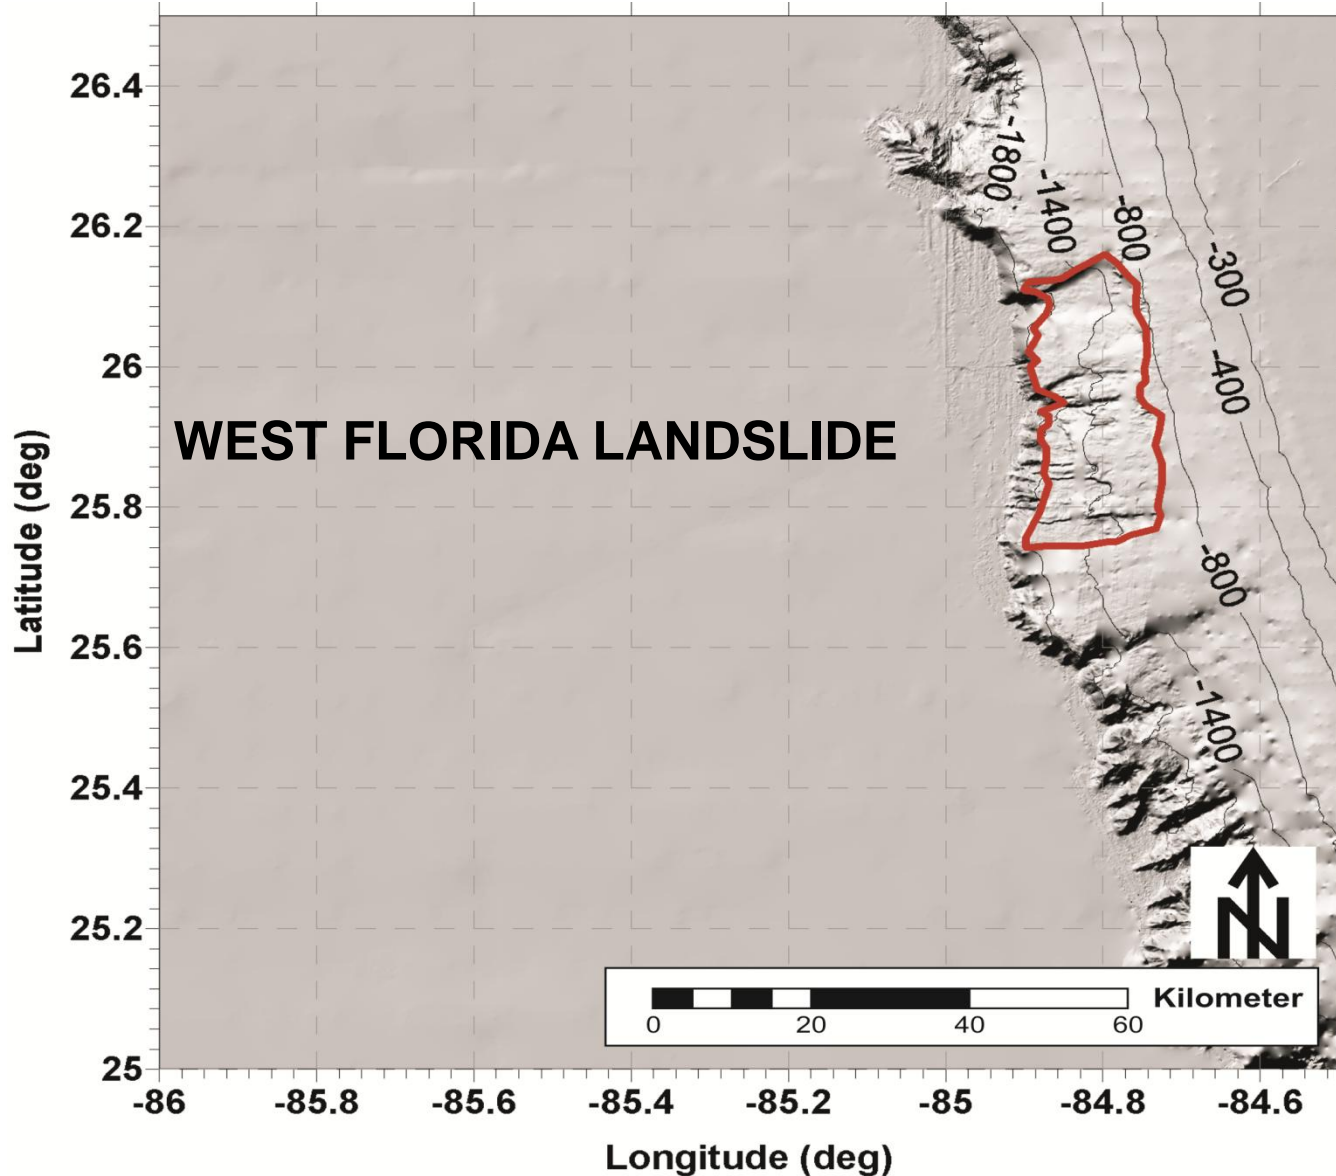 26.4
26.2
26
25.8
25.6
25.4
25.2
25
Latitude (deg)
WEST FLORIDA LANDSLIDE
-1800
-1400
-800
-300
-400
-800
-1400
N
Kilometer
0 20 40 60
-86 -85.8 -85.6 -85.4 -85.2 -85 -84.8 -84.6
Longitude (deg)